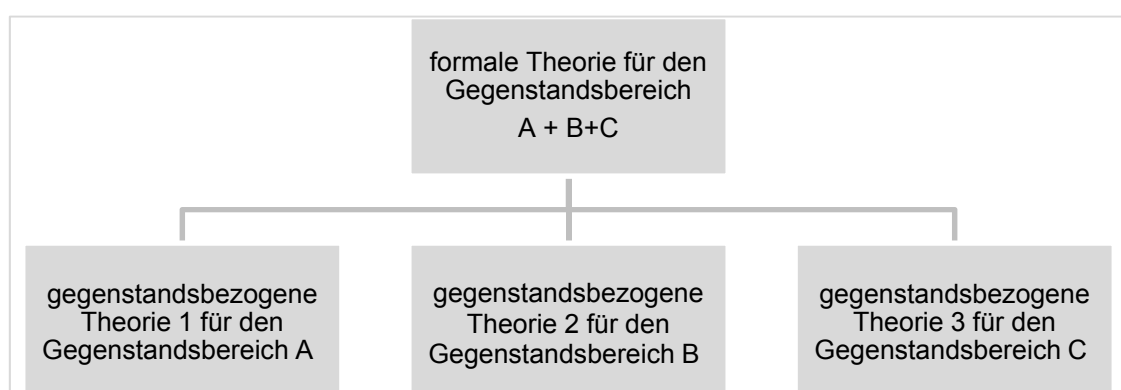 formale Theorie für den
Gegenstandsbereich
A + B+C
gegenstandsbezogene
Theorie 1 für den
Gegenstandsbereich A
gegenstandsbezogene
Theorie 2 für den
Gegenstandsbereich B
gegenstandsbezogene
Theorie 3 für den
Gegenstandsbereich C